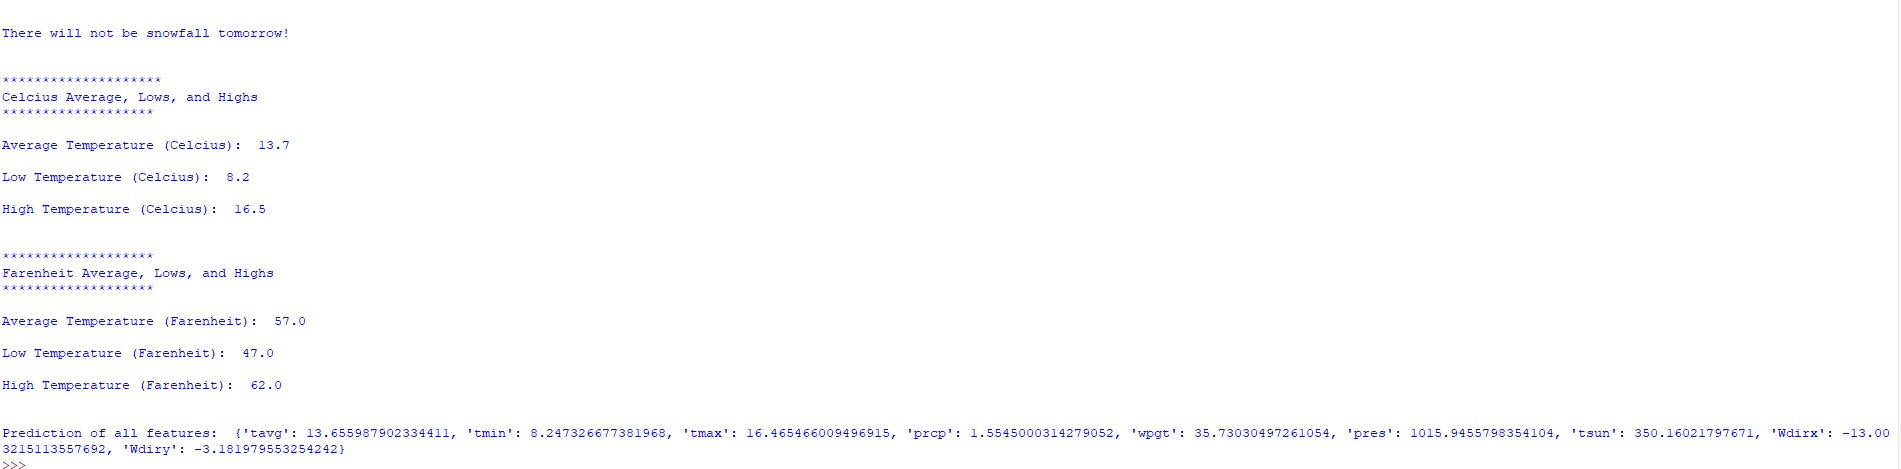 There will not be snowfall tomorrow!
********************
Celcius Average, Lows, and Highs
*******************
Average Temperature (Celcius):  13.7
Low Temperature (Celcius):  8.2
High Temperature (Celcius):  16.5
*******************
Farenheit Average, Lows, and Highs
*******************
Average Temperature (Farenheit):  57.0
Low Temperature (Farenheit):  47.0
High Temperature (Farenheit):  62.0
Prediction of all features:  {'tavg': 13.655987902334411, 'tmin': 8.247326677381968, 'tmax': 16.465466009496915, 'prcp': 1.5545000314279052, 'wpgt': 35.73030497261054, 'pres': 1015.9455798354104, 'tsun': 350.16021797671, 'Wdirx': -13.00
3215113557692, 'Wdiry': -3.181979553254242}
>>>